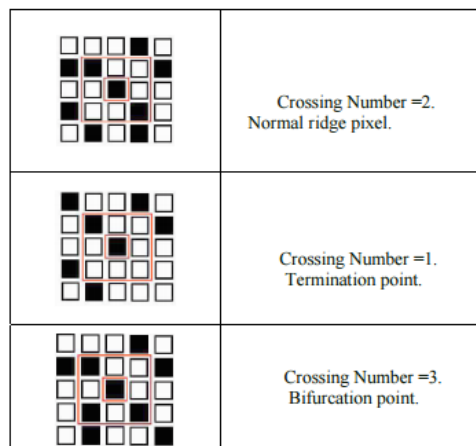 Crossing Number =2.
Normal ridge pixel.
Crossing Number =1.
Termination point.
Crossing Number =3.
Bifurcation point.